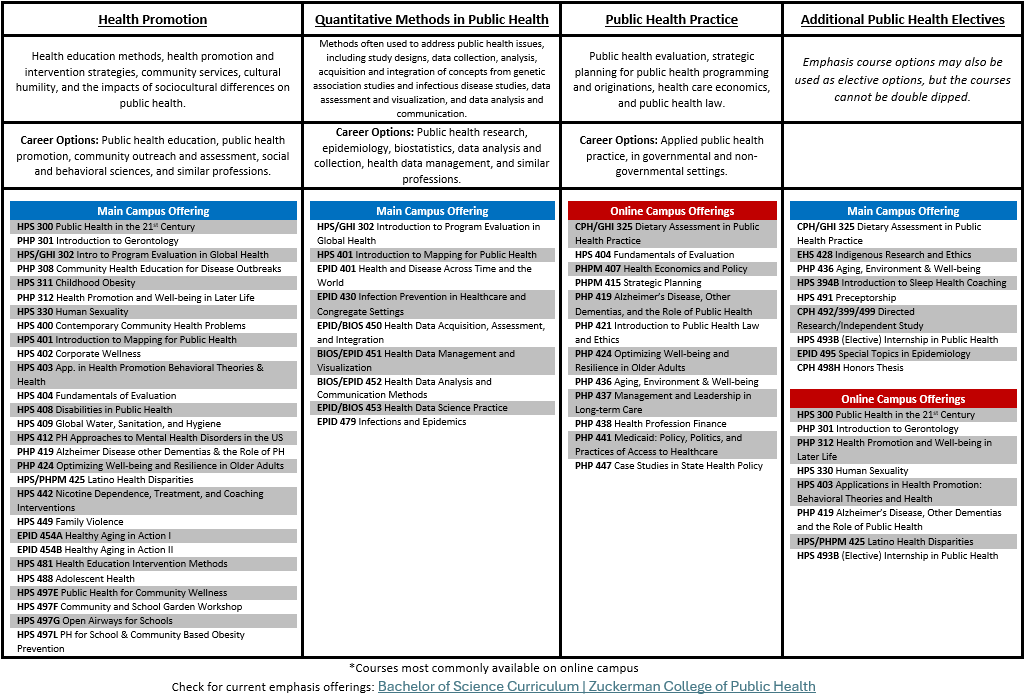 Health Promotion
Health education methods, health promotion and
intervention strategies, community services, cultural
humility, and the impacts of sociocultural differences on
public health.
Career Options: Public health education, public health
promotion, community outreach and assessment, social
and behavioral sciences, and similar professions.
Main Campus Offering
HPS 300 Public Health in the 21st Century
PHP 301 Introduction to Gerontology
HPS/GHI 302 Intro to Program Evaluation in Global Health
PHP 308 Community Health Education for Disease Outbreaks
HPS 311 Childhood Obesity
PHP 312 Health Promotion and Well-being in Later Life
HPS 330 Human Sexuality
HPS 400 Contemporary Community Health Problems
HPS 401 Introduction to Mapping for Public Health
HPS 402 Corporate Wellness
HPS 403 App. in Health Promotion Behavioral Theories &
Health
HPS 404 Fundamentals of Evaluation
HPS 408 Disabilities in Public Health
HPS 409 Global Water, Sanitation, and Hygiene
HPS 412 PH Approaches to Mental Health Disorders in the US
PHP 419 Alzheimer Disease other Dementias & the Role of PH
PHP 424 Optimizing Well-being and Resilience in Older Adults
HPS/PHPM 425 Latino Health Disparities
HPS 442 Nicotine Dependence, Treatment, and Coaching
Interventions
HPS 449 Family Violence
EPID 454A Healthy Aging in Action I
EPID 454B Healthy Aging in Action II
HPS 481 Health Education Intervention Methods
HPS 488 Adolescent Health
HPS 497E Public Health for Community Wellness
HPS 497F Community and School Garden Workshop
HPS 497G Open Airways for Schools
HPS 497L PH for School & Community Based Obesity
Prevention
Quantitative Methods in Public Health
Methods often used to address public health issues,
including study designs, data collection, analysis,
acquisition and integration of concepts from genetic
association studies and infectious disease studies, data
assessment and visualization, and data analysis and
communication.
Career Options: Public health research,
epidemiology, biostatistics, data analysis and
collection, health data management, and similar
professions.
Main Campus Offering
HPS/GHI 302 Introduction to Program Evaluation in
Global Health
HPS 401 Introduction to Mapping for Public Health
EPID 401 Health and Disease Across Time and the
World
EPID 430 Infection Prevention in Healthcare and
Congregate Settings
EPID/BIOS 450 Health Data Acquisition, Assessment,
and Integration
BIOS/EPID 451 Health Data Management and
Visualization
BIOS/EPID 452 Health Data Analysis and
Communication Methods
EPID/BIOS 453 Health Data Science Practice
EPID 479 Infections and Epidemics
Public Health Practice
Public health evaluation, strategic
planning for public health programming
and originations, health care economics,
and public health law.
Career Options: Applied public health
practice, in governmental and non-
governmental settings.
Online Campus Offerings
CPH/GHI 325 Dietary Assessment in Public
Health Practice
HPS 404 Fundamentals of Evaluation
PHPM 407 Health Economics and Policy
PHPM 415 Strategic Planning
PHP 419 Alzheimer's Disease, Other
Dementias, and the Role of Public Health
PHP 421 Introduction to Public Health Law
and Ethics
PHP 424 Optimizing Well-being and
Resilience in Older Adults
PHP 436 Aging, Environment & Well-being
PHP 437 Management and Leadership in
Long-term Care
PHP 438 Health Profession Finance
PHP 441 Medicaid: Policy, Politics, and
Practices of Access to Healthcare
PHP 447 Case Studies in State Health Policy
Additional Public Health Electives
Emphasis course options may also be
used as elective options, but the courses
cannot be double dipped.
Main Campus Offering
CPH/GHI 325 Dietary Assessment in Public
Health Practice
EHS 428 Indigenous Research and Ethics
PHP 436 Aging, Environment & Well-being
HPS 394B Introduction to Sleep Health Coaching
HPS 491 Preceptorship
CPH 492/399/499 Directed
Research/Independent Study
HPS 493B (Elective) Internship in Public Health
EPID 495 Special Topics in Epidemiology
CPH 498H Honors Thesis
Online Campus Offerings
HPS 300 Public Health in the 21st Century
PHP 301 Introduction to Gerontology
PHP 312 Health Promotion and Well-being in
Later Life
HPS 330 Human Sexuality
HPS 403 Applications in Health Promotion:
Behavioral Theories and Health
PHP 419 Alzheimer's Disease, Other Dementias
and the Role of Public Health
HPS/PHPM 425 Latino Health Disparities
HPS 493B (Elective) Internship in Public Health
*Courses most commonly available on online campus
Check for current emphasis offerings: Bachelor of Science Curriculum | Zuckerman College of Public Health